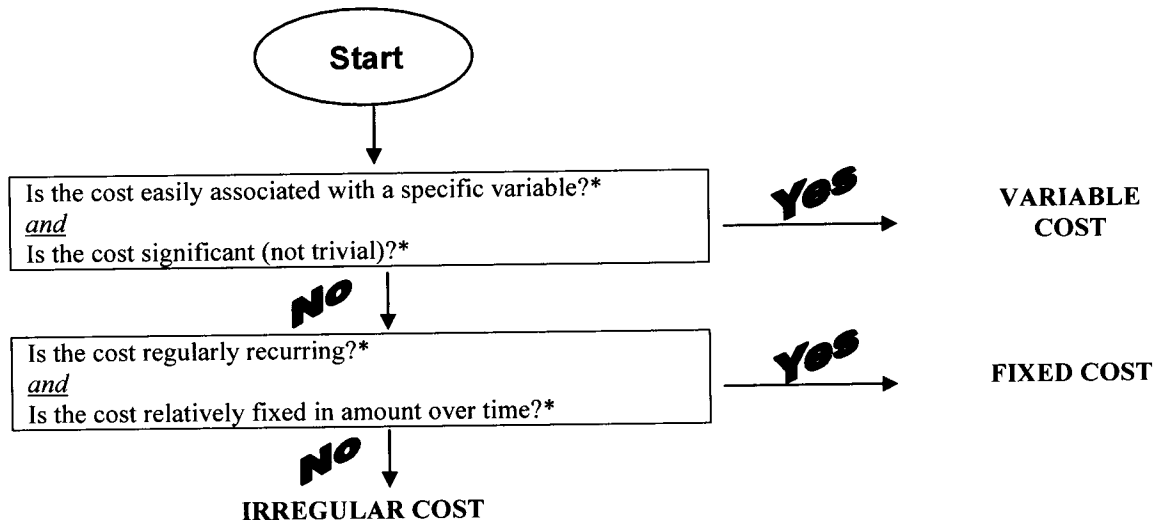 Start
Is the cost easily associated with a specific variable?*
and
Is the cost significant (not trivial)?*
Yes
VARIABLE
COST
No
Is the cost regularly recurring?*
and
Is the cost relatively fixed in amount over time?*
Yes
FIXED COST
No
IRREGULAR COST